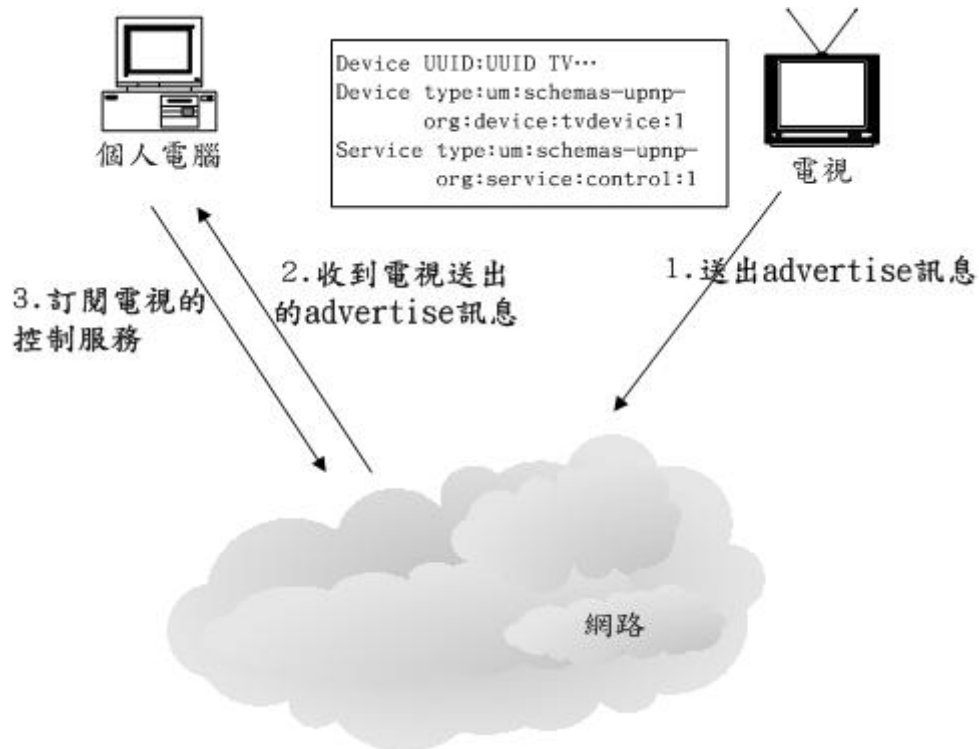 Device UUID:UUID TV…
Device type:um:schemas-upnp-
org:device:tvdevice:1
Service type:um:schemas-upnp-
org:service:control:1
個人電腦
電視
1.送出advertise訊息
2.收到電視送出
的advertise訊息
3.訂閱電視的
控制服務
網路